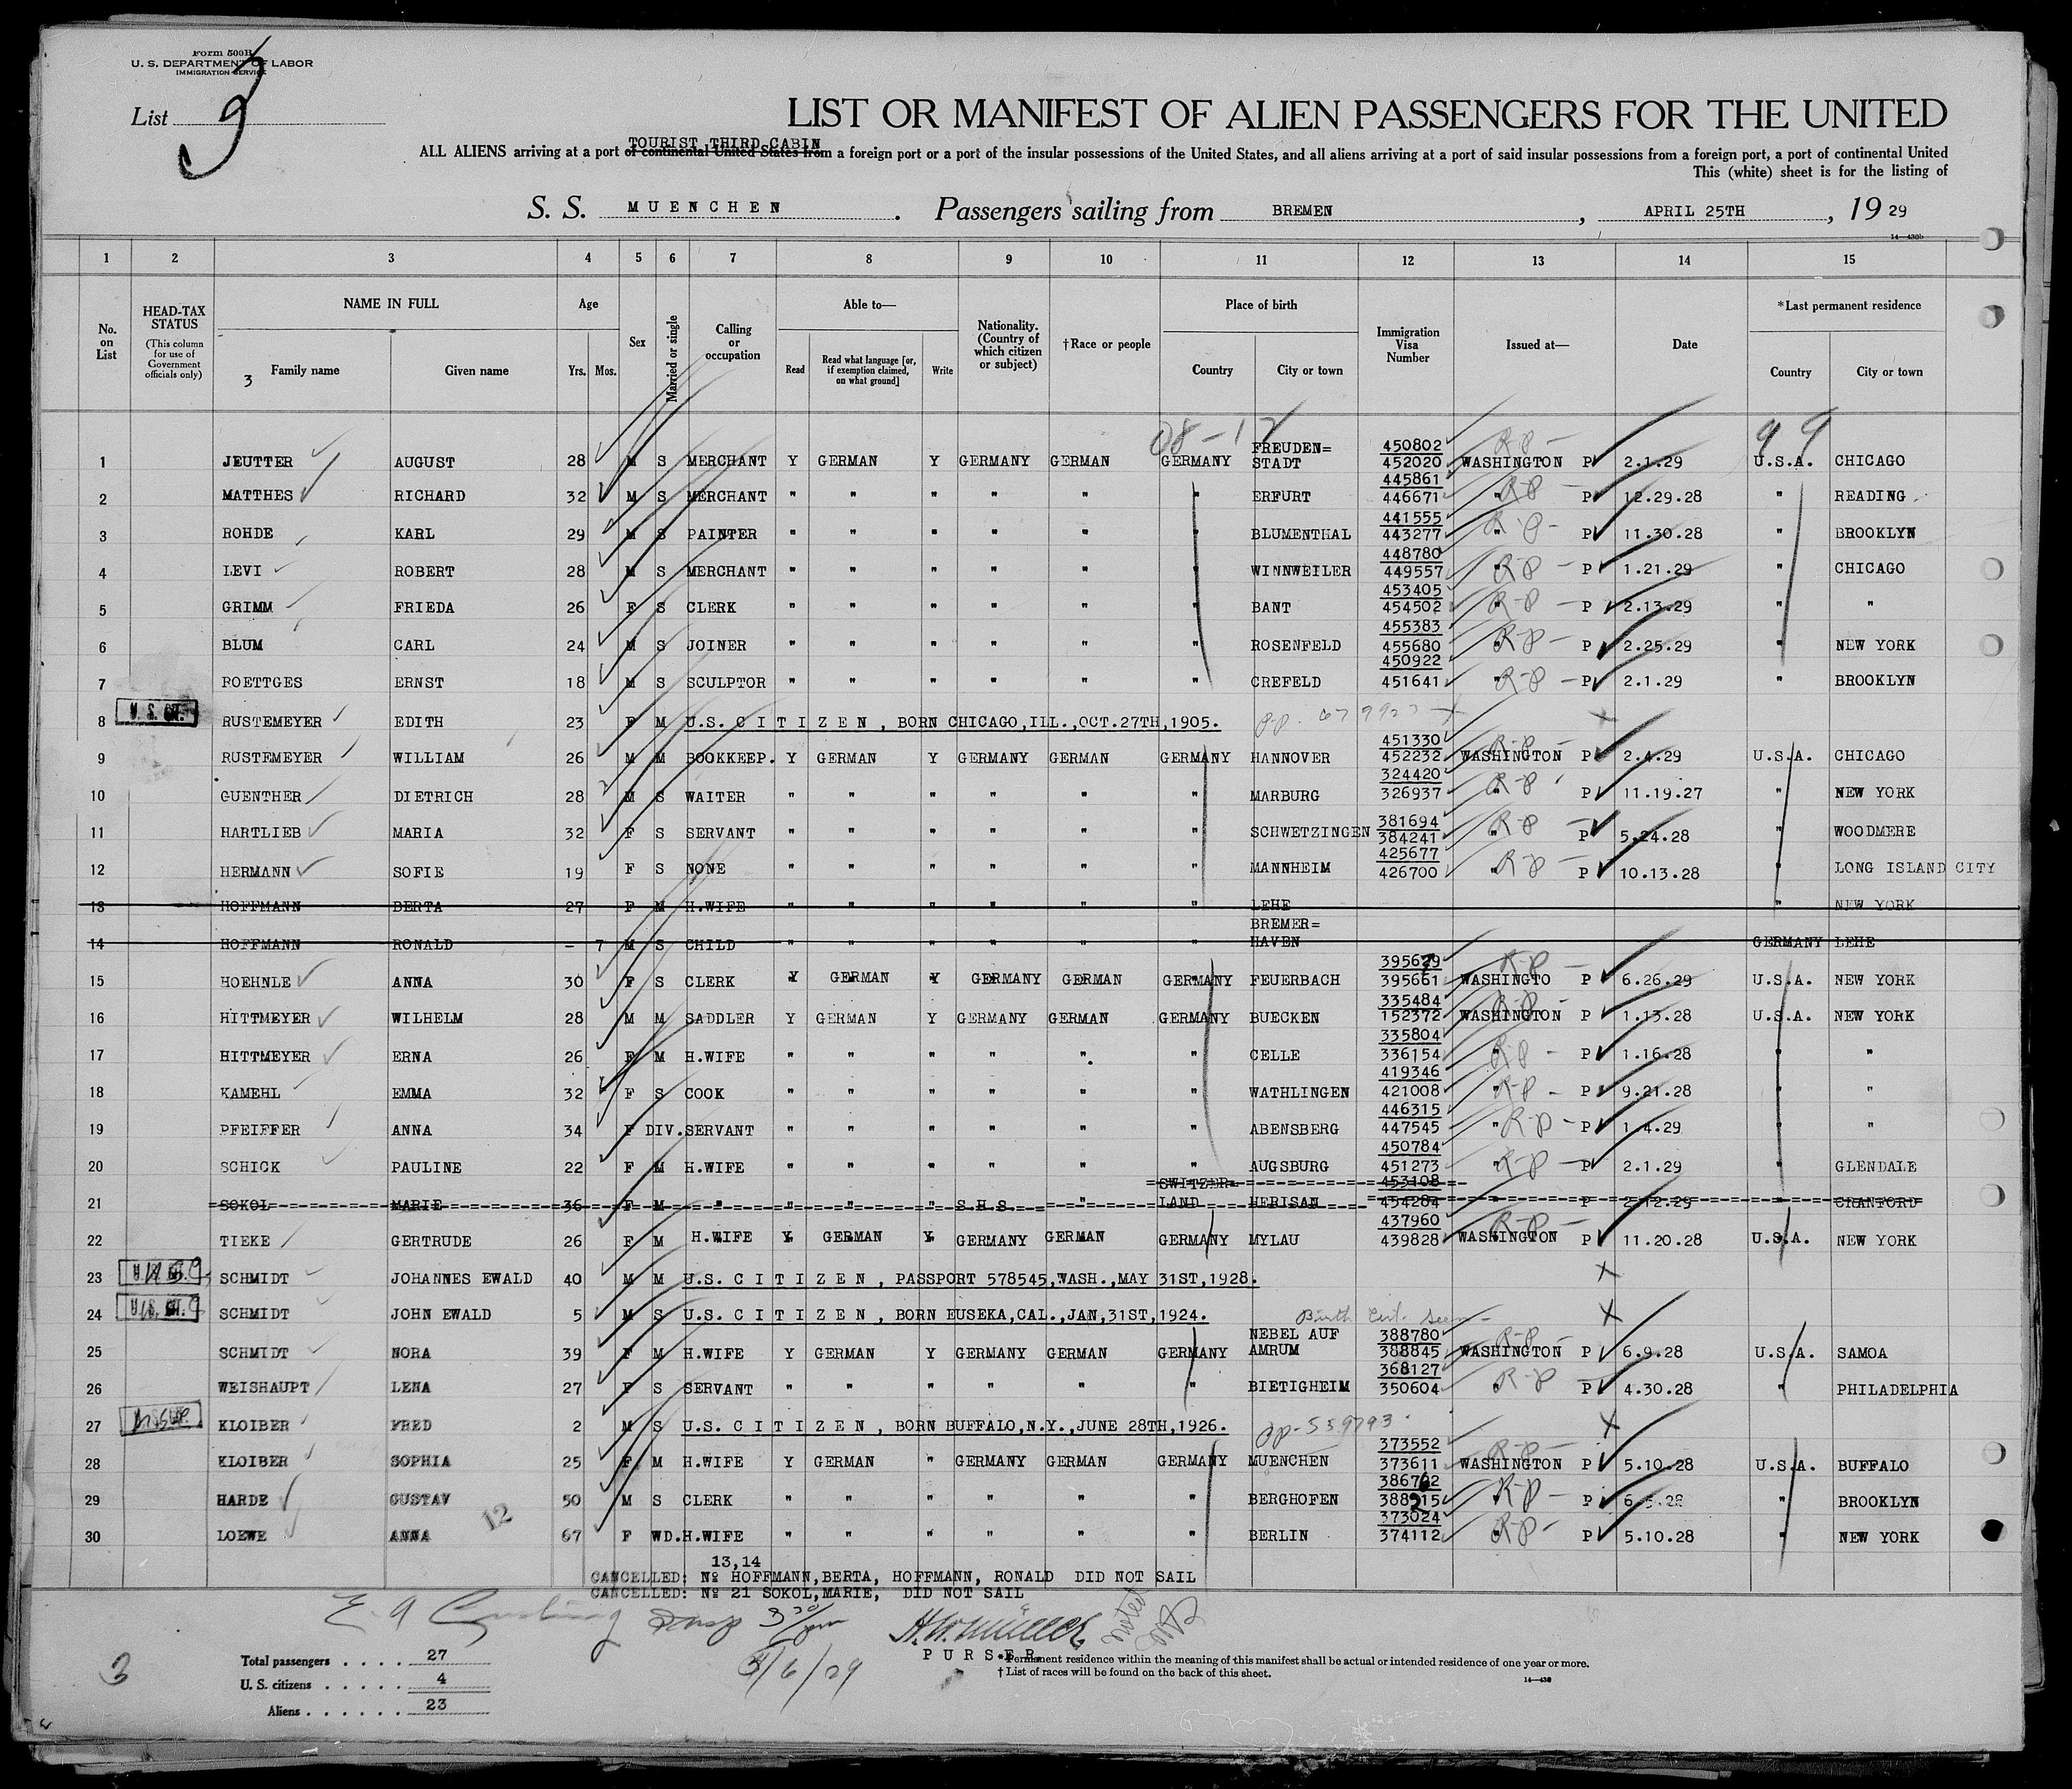 Form 500B
U. S. DEPARTMENT OF LABOR
IMMIGRATION SERVICE
List 3
LIST OR MANIFEST OF ALIEN PASSENGERS FOR THE UNITED
TOURIST THIRD CABIN
ALL ALIENS arriving at a port of continental United States from a foreign port or a port of the insular possessions of the United States, and all aliens arriving at a port of said insular possessions from a foreign port, a port of continental United
This (white) sheet is for the listing of
S. S. MUENCHEN. Passengers sailing from BREMEN, APRIL 25TH, 1929
14—430b
1 2 3 4 5 6 7 8 9 10 11 12 13 14 15
No. on List
HEAD-TAX STATUS (This column for use of Government officials only)
NAME IN FULL
3 Family name Given name
Age Yrs. Mos.
Sex
Married or single
Calling or occupation
Able to— Read Read what language [or, if exemption claimed, on what ground] Write
Nationality. (Country of which citizen or subject)
†Race or people
Place of birth Country City or town
Immigration Visa Number
Issued at—
Date
*Last permanent residence Country City or town
08-12 99
1 JEUTTER AUGUST 28 M S MERCHANT Y GERMAN Y GERMANY GERMAN GERMANY FREUDEN= STADT 450802 452020 R-P WASHINGTON P 2.1.29 U.S.A. CHICAGO
2 MATTHES RICHARD 32 M S MERCHANT " " " " " " ERFURT 445861 446671 " R-P P 12.29.28 " READING
3 ROHDE KARL 29 M S PAINTER " " " " " " BLUMENTHAL 441555 443277 " R-P P 11.30.28 " BROOKLYN
4 LEVI ROBERT 28 M S MERCHANT " " " " " " WINNWEILER 448780 449557 " R-P P 1.21.29 " CHICAGO
5 GRIMM FRIEDA 26 F S CLERK " " " " " " BANT 453405 454502 " R-P P 2.13.29 " "
6 BLUM CARL 24 M S JOINER " " " " " " ROSENFELD 455383 455680 " R-P P 2.25.29 " NEW YORK
7 POETTGES ERNST 18 M S SCULPTOR " " " " " " CREFELD 450922 451641 " R-P P 2.1.29 " BROOKLYN
8 RUSTEMEYER EDITH 23 F M U.S. C I T I Z E N , BORN CHICAGO,ILL.,OCT.27TH,1905.
9 RUSTEMEYER WILLIAM 26 M M BOOKKEEP. Y GERMAN Y GERMANY GERMAN GERMANY HANNOVER 451330 452232 R-P WASHINGTON P 2.4.29 U.S.A. CHICAGO
10 GUENTHER DIETRICH 28 M S WAITER " " " " " " MARBURG 324420 326937 " R-P P 11.19.27 " NEW YORK
11 HARTLIEB MARIA 32 F S SERVANT " " " " " " SCHWETZINGEN 381694 384241 " R-P P 5.24.28 " WOODMERE
12 HERMANN SOFIE 19 F S NONE " " " " " " MANNHEIM 425677 426700 " R-P P 10.13.28 " LONG ISLAND CITY
13 HOFFMANN BERTA 27 F M H.WIFE " " " " " " LEHE " NEW YORK
14 HOFFMANN RONALD - 7 M S CHILD " " " " " " BREMER= HAVEN GERMANY LEHE
15 HOEHNLE ANNA 30 F S CLERK Y GERMAN Y GERMANY GERMAN GERMANY FEUERBACH 395661 R-P WASHINGTO P 6.26.29 U.S.A. NEW YORK
16 HITTMEYER WILHELM 28 M M SADDLER Y GERMAN Y GERMANY GERMAN GERMANY BUECKEN 335484 152372 R-P WASHINGTON P 1.13.28 U.S.A. NEW YORK
17 HITTMEYER ERNA 26 F M H.WIFE " " " " " " CELLE 335804 336154 " R-P P 1.16.28 " "
18 KAMEHL EMMA 32 F S COOK " " " " " " WATHLINGEN 419346 421008 " R-P P 9.21.28 " "
19 PFEIFFER ANNA 34 F DIV. SERVANT " " " " " " ABENSBERG 446315 447545 " R-P P 1.4.29 " "
20 SCHICK PAULINE 22 F M H.WIFE " " " " " " AUGSBURG 450784 451273 " R-P P 2.1.29 " GLENDALE
21 SOKOL MARIE 36 F M " " " " S.H.S. " SWITZER= LAND HERISAN 453108 454284 " P 2.12.29 " CRANFORD
22 TIEKE GERTRUDE 26 F M H.WIFE Y GERMAN Y GERMANY GERMAN GERMANY MYLAU 437960 439828 R-P WASHINGTON P 11.20.28 U.S.A. NEW YORK
23 SCHMIDT JOHANNES EWALD 40 M M U.S. C I T I Z E N , PASSPORT 578545,WASH.,MAY 31ST,1928. X
24 SCHMIDT JOHN EWALD 5 M S U.S. C I T I Z E N , BORN EUSEKA,CAL.,JAN,31ST,1924. Birth Cert. seen X
25 SCHMIDT NORA 39 F M H.WIFE Y GERMAN Y GERMANY GERMAN GERMANY NEBEL AUF AMRUM 388780 388845 R-P WASHINGTON P 6.9.28 U.S.A. SAMOA
26 WEISHAUPT LENA 27 F S SERVANT " " " " " " BIETIGHEIM 368127 350604 " R-P P 4.30.28 " PHILADELPHIA
27 KLOIBER FRED 2 M S U.S. C I T I Z E N , BORN BUFFALO,N.Y.,JUNE 28TH,1926. PP-559793 X
28 KLOIBER SOPHIA 25 F M H.WIFE Y GERMAN " GERMANY GERMAN GERMANY MUENCHEN 373552 373611 R-P WASHINGTON P 5.10.28 U.S.A. BUFFALO
29 HARDE GUSTAV 50 M S CLERK " " " " " " BERGHOFEN " R-P P " BROOKLYN
30 LOEWE ANNA 12 67 F WD. H.WIFE " " " " " " BERLIN 373024 374112 " R-P P 5.10.28 " NEW YORK
13,14
CANCELLED: № HOFFMANN,BERTA, HOFFMANN, RONALD DID NOT SAIL
CANCELLED: № 21 SOKOL,MARIE, DID NOT SAIL
noted
P U R S E R
3
Total passengers . . . . 27
U. S. citizens . . . . . 4
Aliens . . . . . . 23
5/6/29
*Permanent residence within the meaning of this manifest shall be actual or intended residence of one year or more.
†List of races will be found on the back of this sheet.
14—430